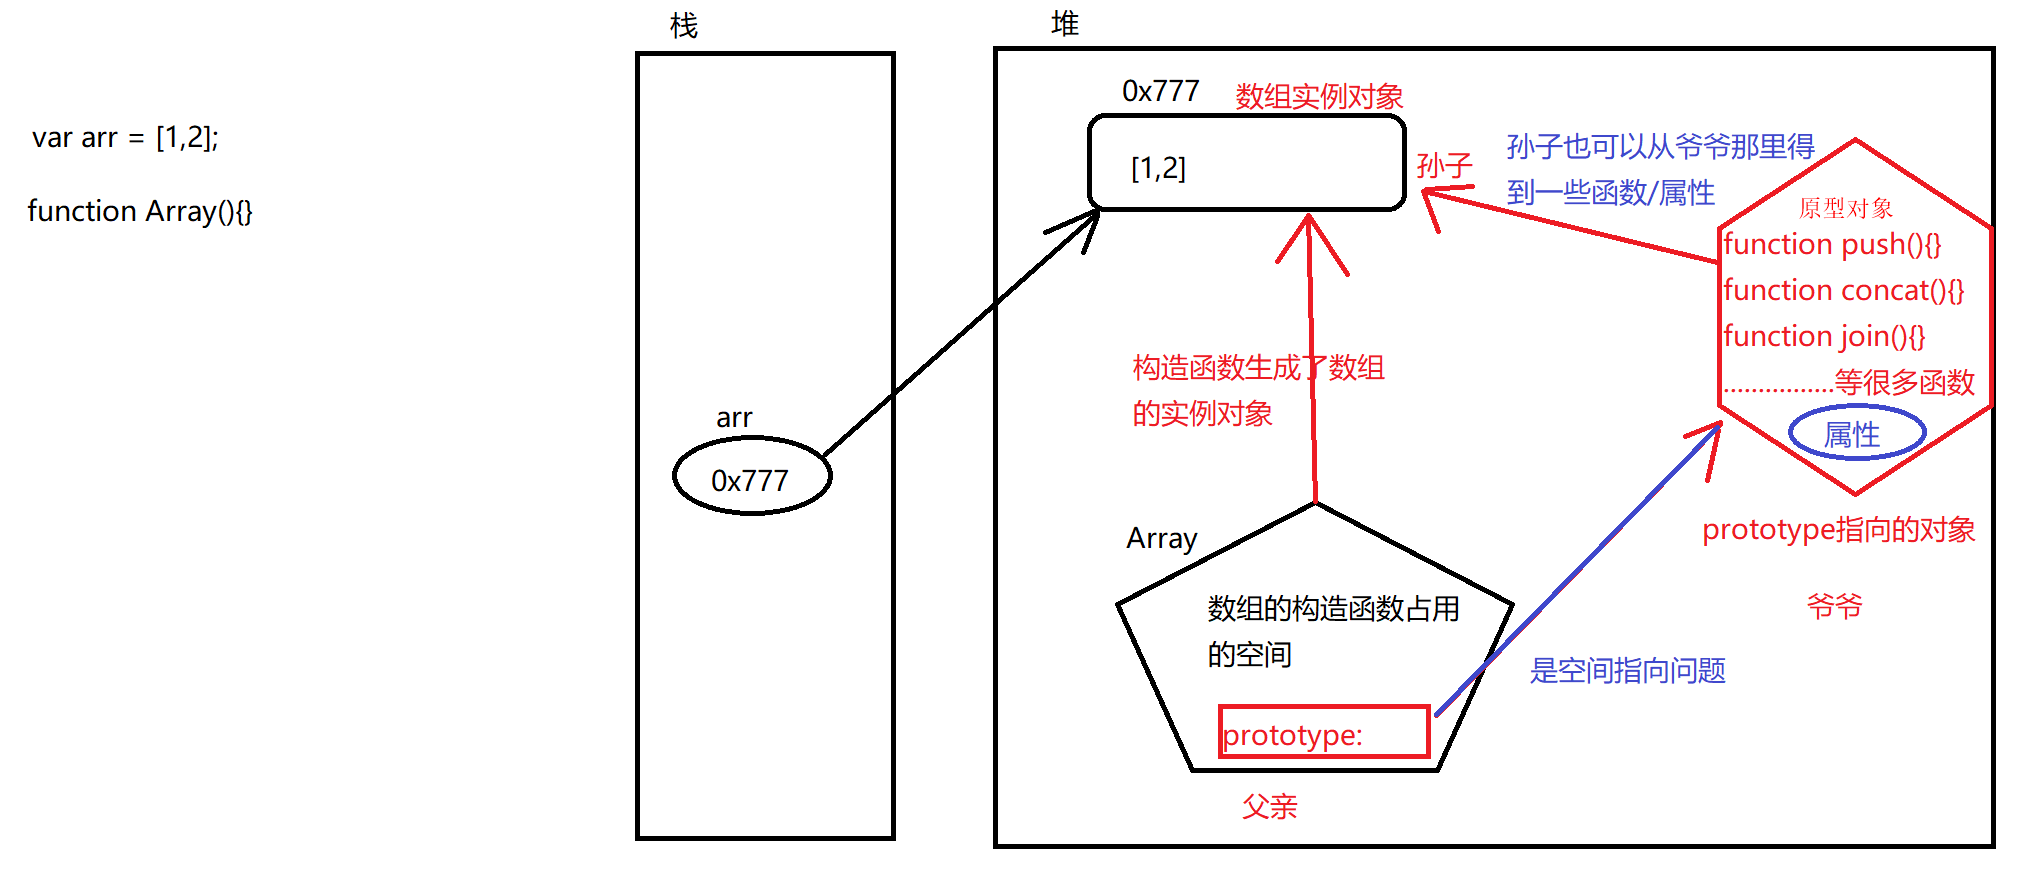 栈
堆
var arr = [1,2];
function Array(){}
0x777
数组实例对象
[1,2]
孙子
孙子也可以从爷爷那里得
到一些函数/属性
原型对象
function push(){}
function concat(){}
function join(){}
................等很多函数
属性
构造函数生成了数组
的实例对象
arr
0x777
prototype指向的对象
爷爷
Array
数组的构造函数占用
的空间
是空间指向问题
prototype:
父亲